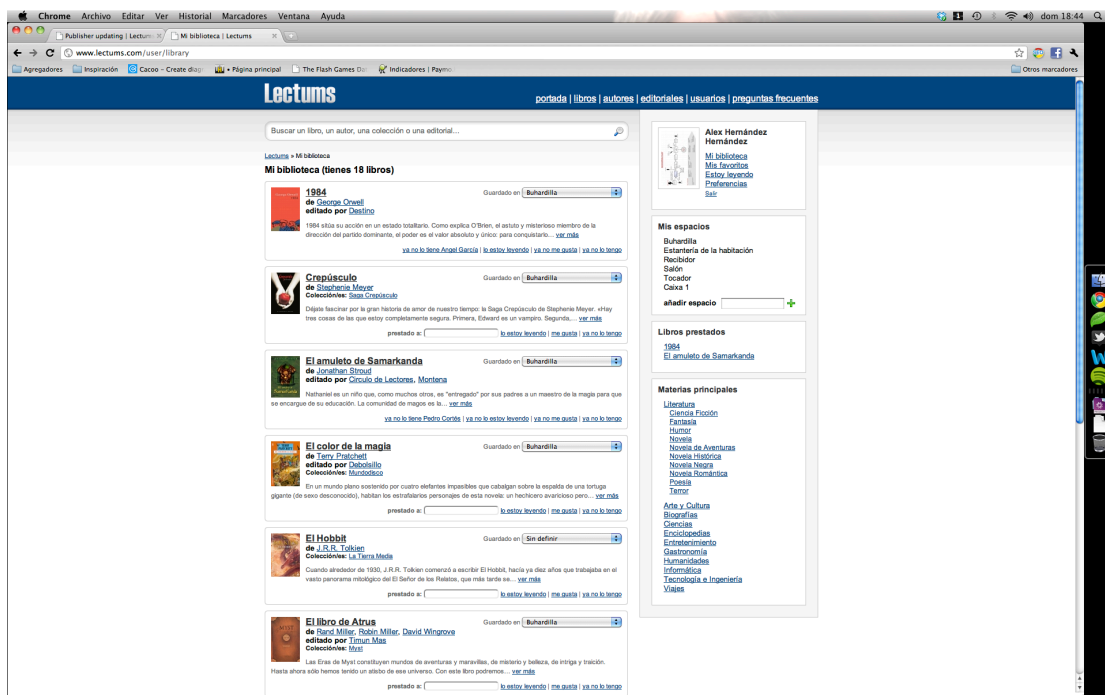 Chrome Archivo Editar Ver Historial Marcadores Ventana Ayuda dom 18:44
Publisher updating | Lectum Mi biblioteca | Lectums
www.lectums.com/user/library
Agregadores Inspiración Cacoo - Create diagr • Página principal The Flash Games Da Indicadores | Paymo Otros marcadores
Lectums
portada | libros | autores | editoriales | usuarios | preguntas frecuentes
Buscar un libro, un autor, una colección o una editorial...
Lectums » Mi biblioteca
Mi biblioteca (tienes 18 libros)
1984
Guardado en Buhardilla
de George Orwell
editado por Destino
1984 sitúa su acción en un estado totalitario. Como explica O'Brien, el astuto y misterioso miembro de la
dirección del partido dominante, el poder es el valor absoluto y único: para conquistarlo... ver más
ya no lo tiene Angel García | lo estoy leyendo | ya no me gusta | ya no lo tengo
Crepúsculo
Guardado en Buhardilla
de Stephenie Meyer
Colección/es: Saga Crepúsculo
Déjate fascinar por la gran historia de amor de nuestro tiempo: la Saga Crepúsculo de Stephenie Meyer. «Hay
tres cosas de las que estoy completamente segura. Primera, Edward es un vampiro. Segunda,... ver más
prestado a: lo estoy leyendo | me gusta | ya no lo tengo
El amuleto de Samarkanda
Guardado en Buhardilla
de Jonathan Stroud
editado por Círculo de Lectores, Montena
Nathaniel es un niño que, como muchos otros, es "entregado" por sus padres a un maestro de la magia para que
se encargue de su educación. La comunidad de magos es la... ver más
ya no lo tiene Pedro Cortés | ya no lo estoy leyendo | ya no me gusta | ya no lo tengo
El color de la magia
Guardado en Buhardilla
de Terry Pratchett
editado por Debolsillo
Colección/es: Mundodisco
En un mundo plano sostenido por cuatro elefantes impasibles que cabalgan sobre la espalda de una tortuga
gigante (de sexo desconocido), habitan los estrafalarios personajes de esta novela: un hechicero avaricioso pero... ver más
prestado a: lo estoy leyendo | me gusta | ya no lo tengo
El Hobbit
Guardado en Sin definir
de J.R.R. Tolkien
Colección/es: La Tierra Media
Cuando alrededor de 1930, J.R.R. Tolkien comenzó a escribir El Hobbit, hacía ya diez años que trabajaba en el
vasto panorama mitológico del El Señor de los Relatos, que más tarde se... ver más
prestado a: lo estoy leyendo | me gusta | ya no lo tengo
El libro de Atrus
Guardado en Buhardilla
de Rand Miller, Robin Miller, David Wingrove
editado por Timun Mas
Colección/es: Myst
Las Eras de Myst constituyen mundos de aventuras y maravillas, de misterio y belleza, de intriga y traición.
Hasta ahora sólo hemos tenido un atisbo de ese universo. Con este libro podremos... ver más
prestado a: lo estoy leyendo | me gusta | ya no lo tengo
Alex Hernández
Hernández
Mi biblioteca
Mis favoritos
Estoy leyendo
Preferencias
Salir
Mis espacios
Buhardilla
Estantería de la habitación
Recibidor
Salón
Tocador
Caixa 1
añadir espacio
Libros prestados
1984
El amuleto de Samarkanda
Materias principales
Literatura
Ciencia Ficción
Fantasía
Humor
Novela
Novela de Aventuras
Novela Histórica
Novela Negra
Novela Romántica
Poesía
Terror
Arte y Cultura
Biografías
Ciencias
Enciclopedias
Entretenimiento
Gastronomía
Humanidades
Informática
Tecnología e Ingeniería
Viajes